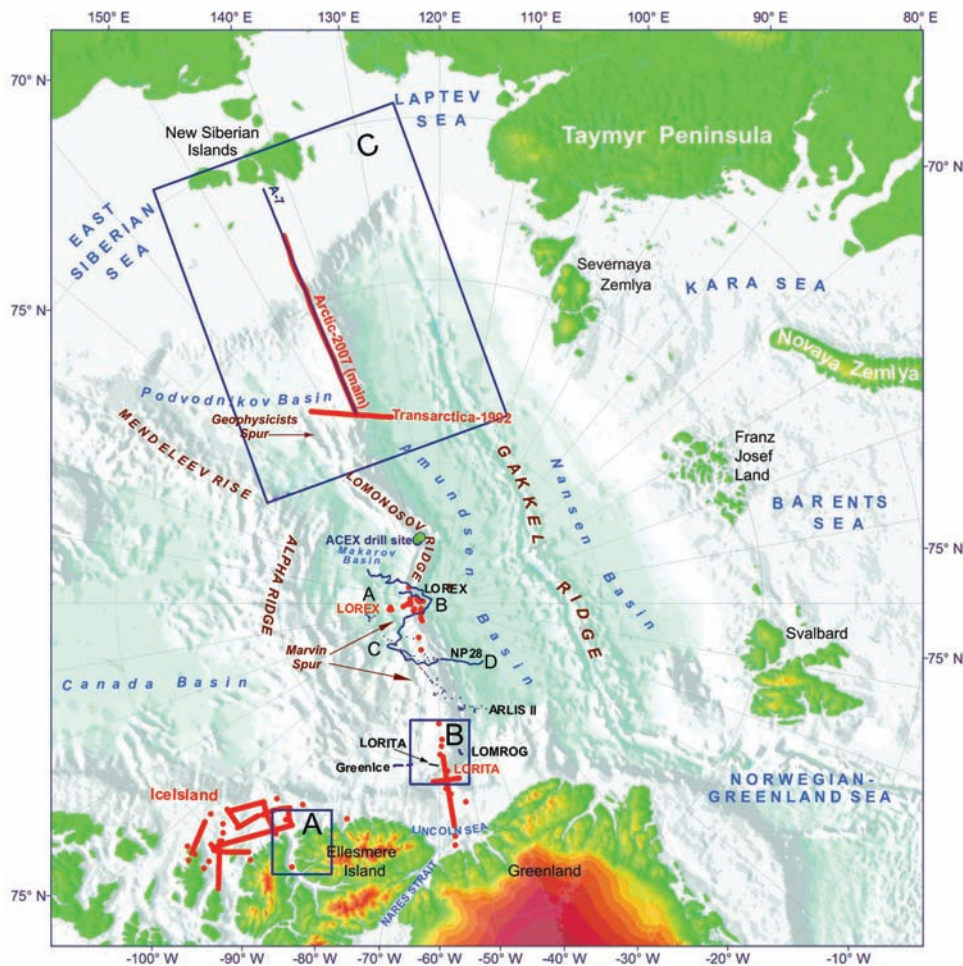 150° E 140° E 130° E 120° E 110° E 100° E 90° E 80° E
70° N
LAPTEV
SEA
New Siberian
Islands
Taymyr Peninsula
C
70° N
A-7
EAST
SIBERIAN
SEA
Severnaya
Zemlya
KARA SEA
75° N
Arctic-2007 (main)
Novaya Zemlya
Podvodnikov Basin
Transarctica-1992
Geophysicists
Spur
MENDELEEV RISE
Franz
Josef
Land
GAKKEL RIDGE
Nansen Basin
Amundsen Basin
LOMONOSOV RIDGE
BARENTS
SEA
ACEX drill site
Makarov
Basin
75° N
ALPHA RIDGE
LOREX
A
B
LOREX
Svalbard
Marvin
Spur
C
NP28
D
75° N
Canada Basin
ARLIS II
B
LORITA
LOMROG
GreenIce
LORITA
NORWEGIAN-
GREENLAND SEA
IceIsland
A
LINCOLN SEA
Ellesmere
Island
Greenland
NARES STRAIT
75° N
-100° W -90° W -80° W -70° W -60° W -50° W -40° W -30° W -20° W -10° W